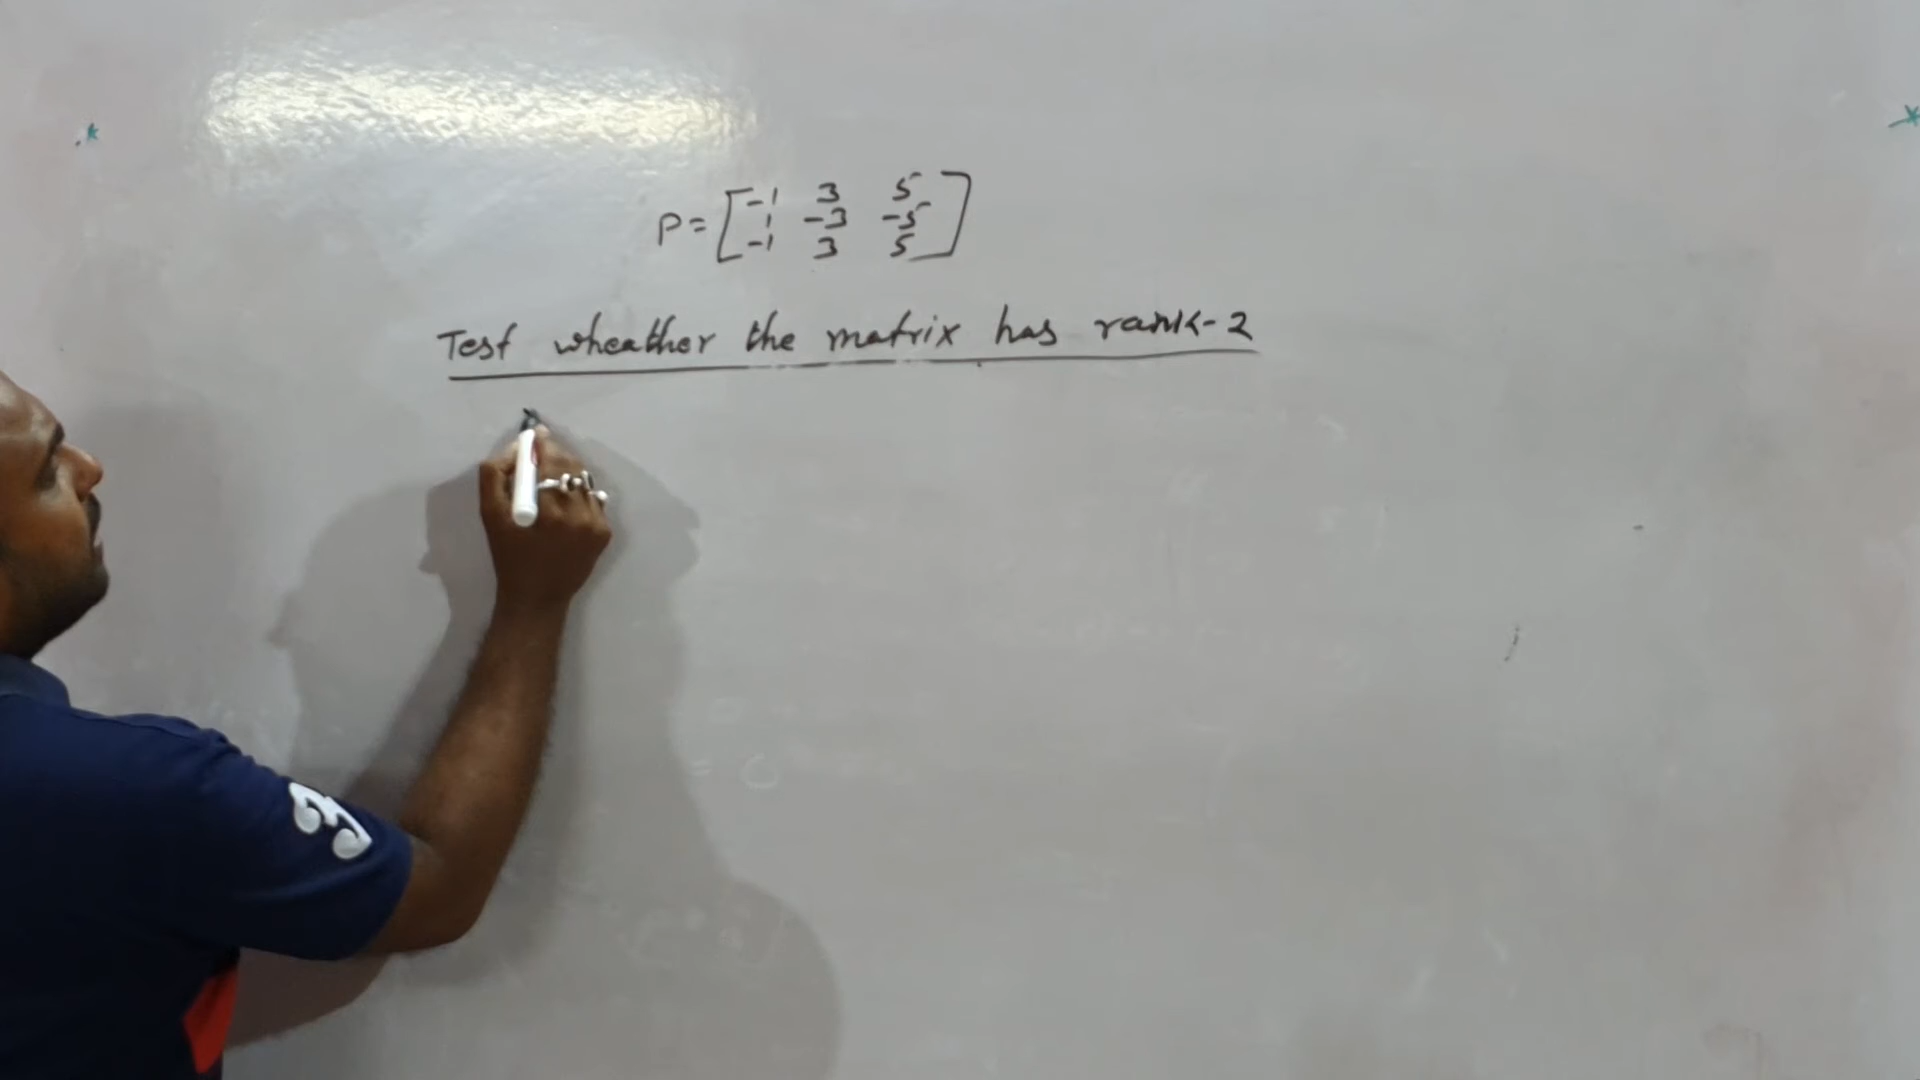 P = [ -1 3 5
1 -3 -5
-1 3 5 ]
Test wheather the matrix has rank-2